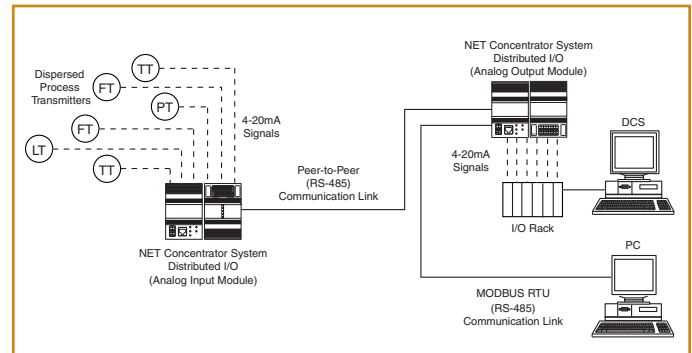 TT
Dispersed
Process
Transmitters
FT
PT
FT
LT
TT
4-20mA
Signals
NET Concentrator System
Distributed I/O
(Analog Input Module)
Peer-to-Peer
(RS-485)
Communication Link
NET Concentrator System
Distributed I/O
(Analog Output Module)
4-20mA
Signals
I/O Rack
DCS
PC
MODBUS RTU
(RS-485)
Communication Link